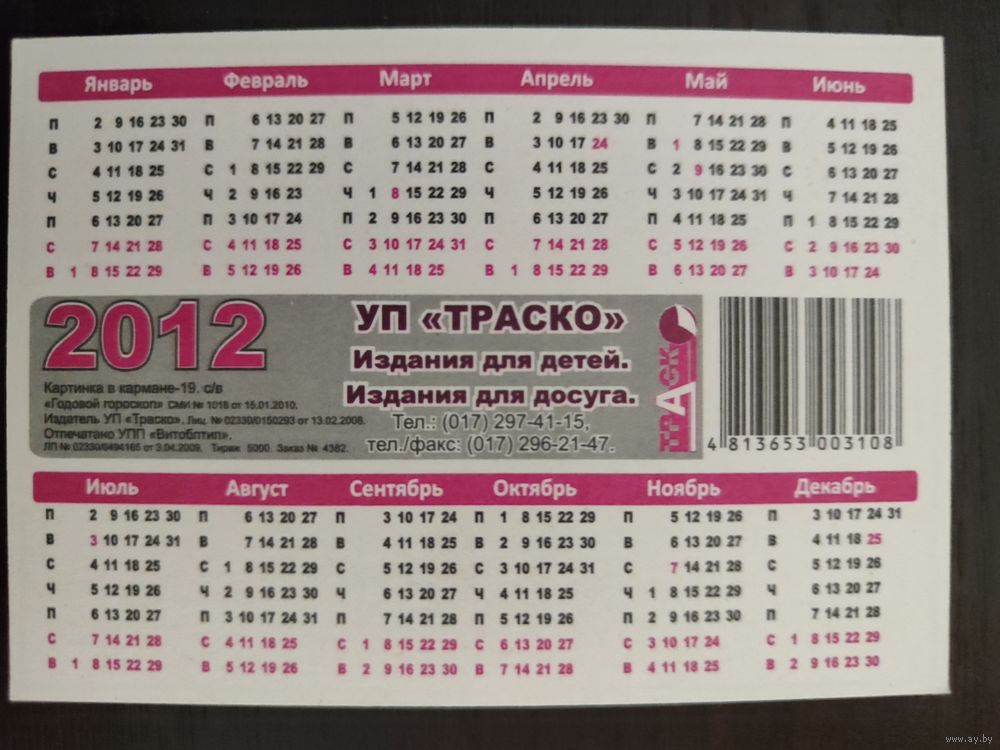 Январь Февраль Март Апрель Май Июнь
П 2 9 16 23 30 П 6 13 20 27 П 5 12 19 26 П 2 9 16 23 30 П 7 14 21 28 П 4 11 18 25
В 3 10 17 24 31 В 7 14 21 28 В 6 13 20 27 В 3 10 17 24 В 1 8 15 22 29 В 5 12 19 26
С 4 11 18 25 С 1 8 15 22 29 С 7 14 21 28 С 4 11 18 25 С 2 9 16 23 30 С 6 13 20 27
Ч 5 12 19 26 Ч 2 9 16 23 Ч 1 8 15 22 29 Ч 5 12 19 26 Ч 3 10 17 24 31 Ч 7 14 21 28
П 6 13 20 27 П 3 10 17 24 П 2 9 16 23 30 П 6 13 20 27 П 4 11 18 25 П 1 8 15 22 29
С 7 14 21 28 С 4 11 18 25 С 3 10 17 24 31 С 7 14 21 28 С 5 12 19 26 С 2 9 16 23 30
В 1 8 15 22 29 В 5 12 19 26 В 4 11 18 25 В 1 8 15 22 29 В 6 13 20 27 В 3 10 17 24
2012
Картинка в кармане-19. с/в
«Годовой гороскоп» СМИ № 1018 от 15.01.2010.
Издатель УП «Траско». Лиц. № 02330/0150293 от 13.02.2008.
Отпечатано УПП «Витоблтип».
ЛП № 02330/0494165 от 3.04.2009. Тираж 5000. Заказ № 4382.
УП «ТРАСКО»
Издания для детей.
Издания для досуга.
Тел.: (017) 297-41-15,
тел./факс: (017) 296-21-47.
ТРАСКО
4 813653 003108
Июль Август Сентябрь Октябрь Ноябрь Декабрь
П 2 9 16 23 30 П 6 13 20 27 П 3 10 17 24 П 1 8 15 22 29 П 5 12 19 26 П 3 10 17 24 31
В 3 10 17 24 31 В 7 14 21 28 В 4 11 18 25 В 2 9 16 23 30 В 6 13 20 27 В 4 11 18 25
С 4 11 18 25 С 1 8 15 22 29 С 5 12 19 26 С 3 10 17 24 31 С 7 14 21 28 С 5 12 19 26
Ч 5 12 19 26 Ч 2 9 16 23 30 Ч 6 13 20 27 Ч 4 11 18 25 Ч 1 8 15 22 29 Ч 6 13 20 27
П 6 13 20 27 П 3 10 17 24 31 П 7 14 21 28 П 5 12 19 26 П 2 9 16 23 30 П 7 14 21 28
С 7 14 21 28 С 4 11 18 25 С 1 8 15 22 29 С 6 13 20 27 С 3 10 17 24 С 1 8 15 22 29
В 1 8 15 22 29 В 5 12 19 26 В 2 9 16 23 30 В 7 14 21 28 В 4 11 18 25 В 2 9 16 23 30
www.ay.by